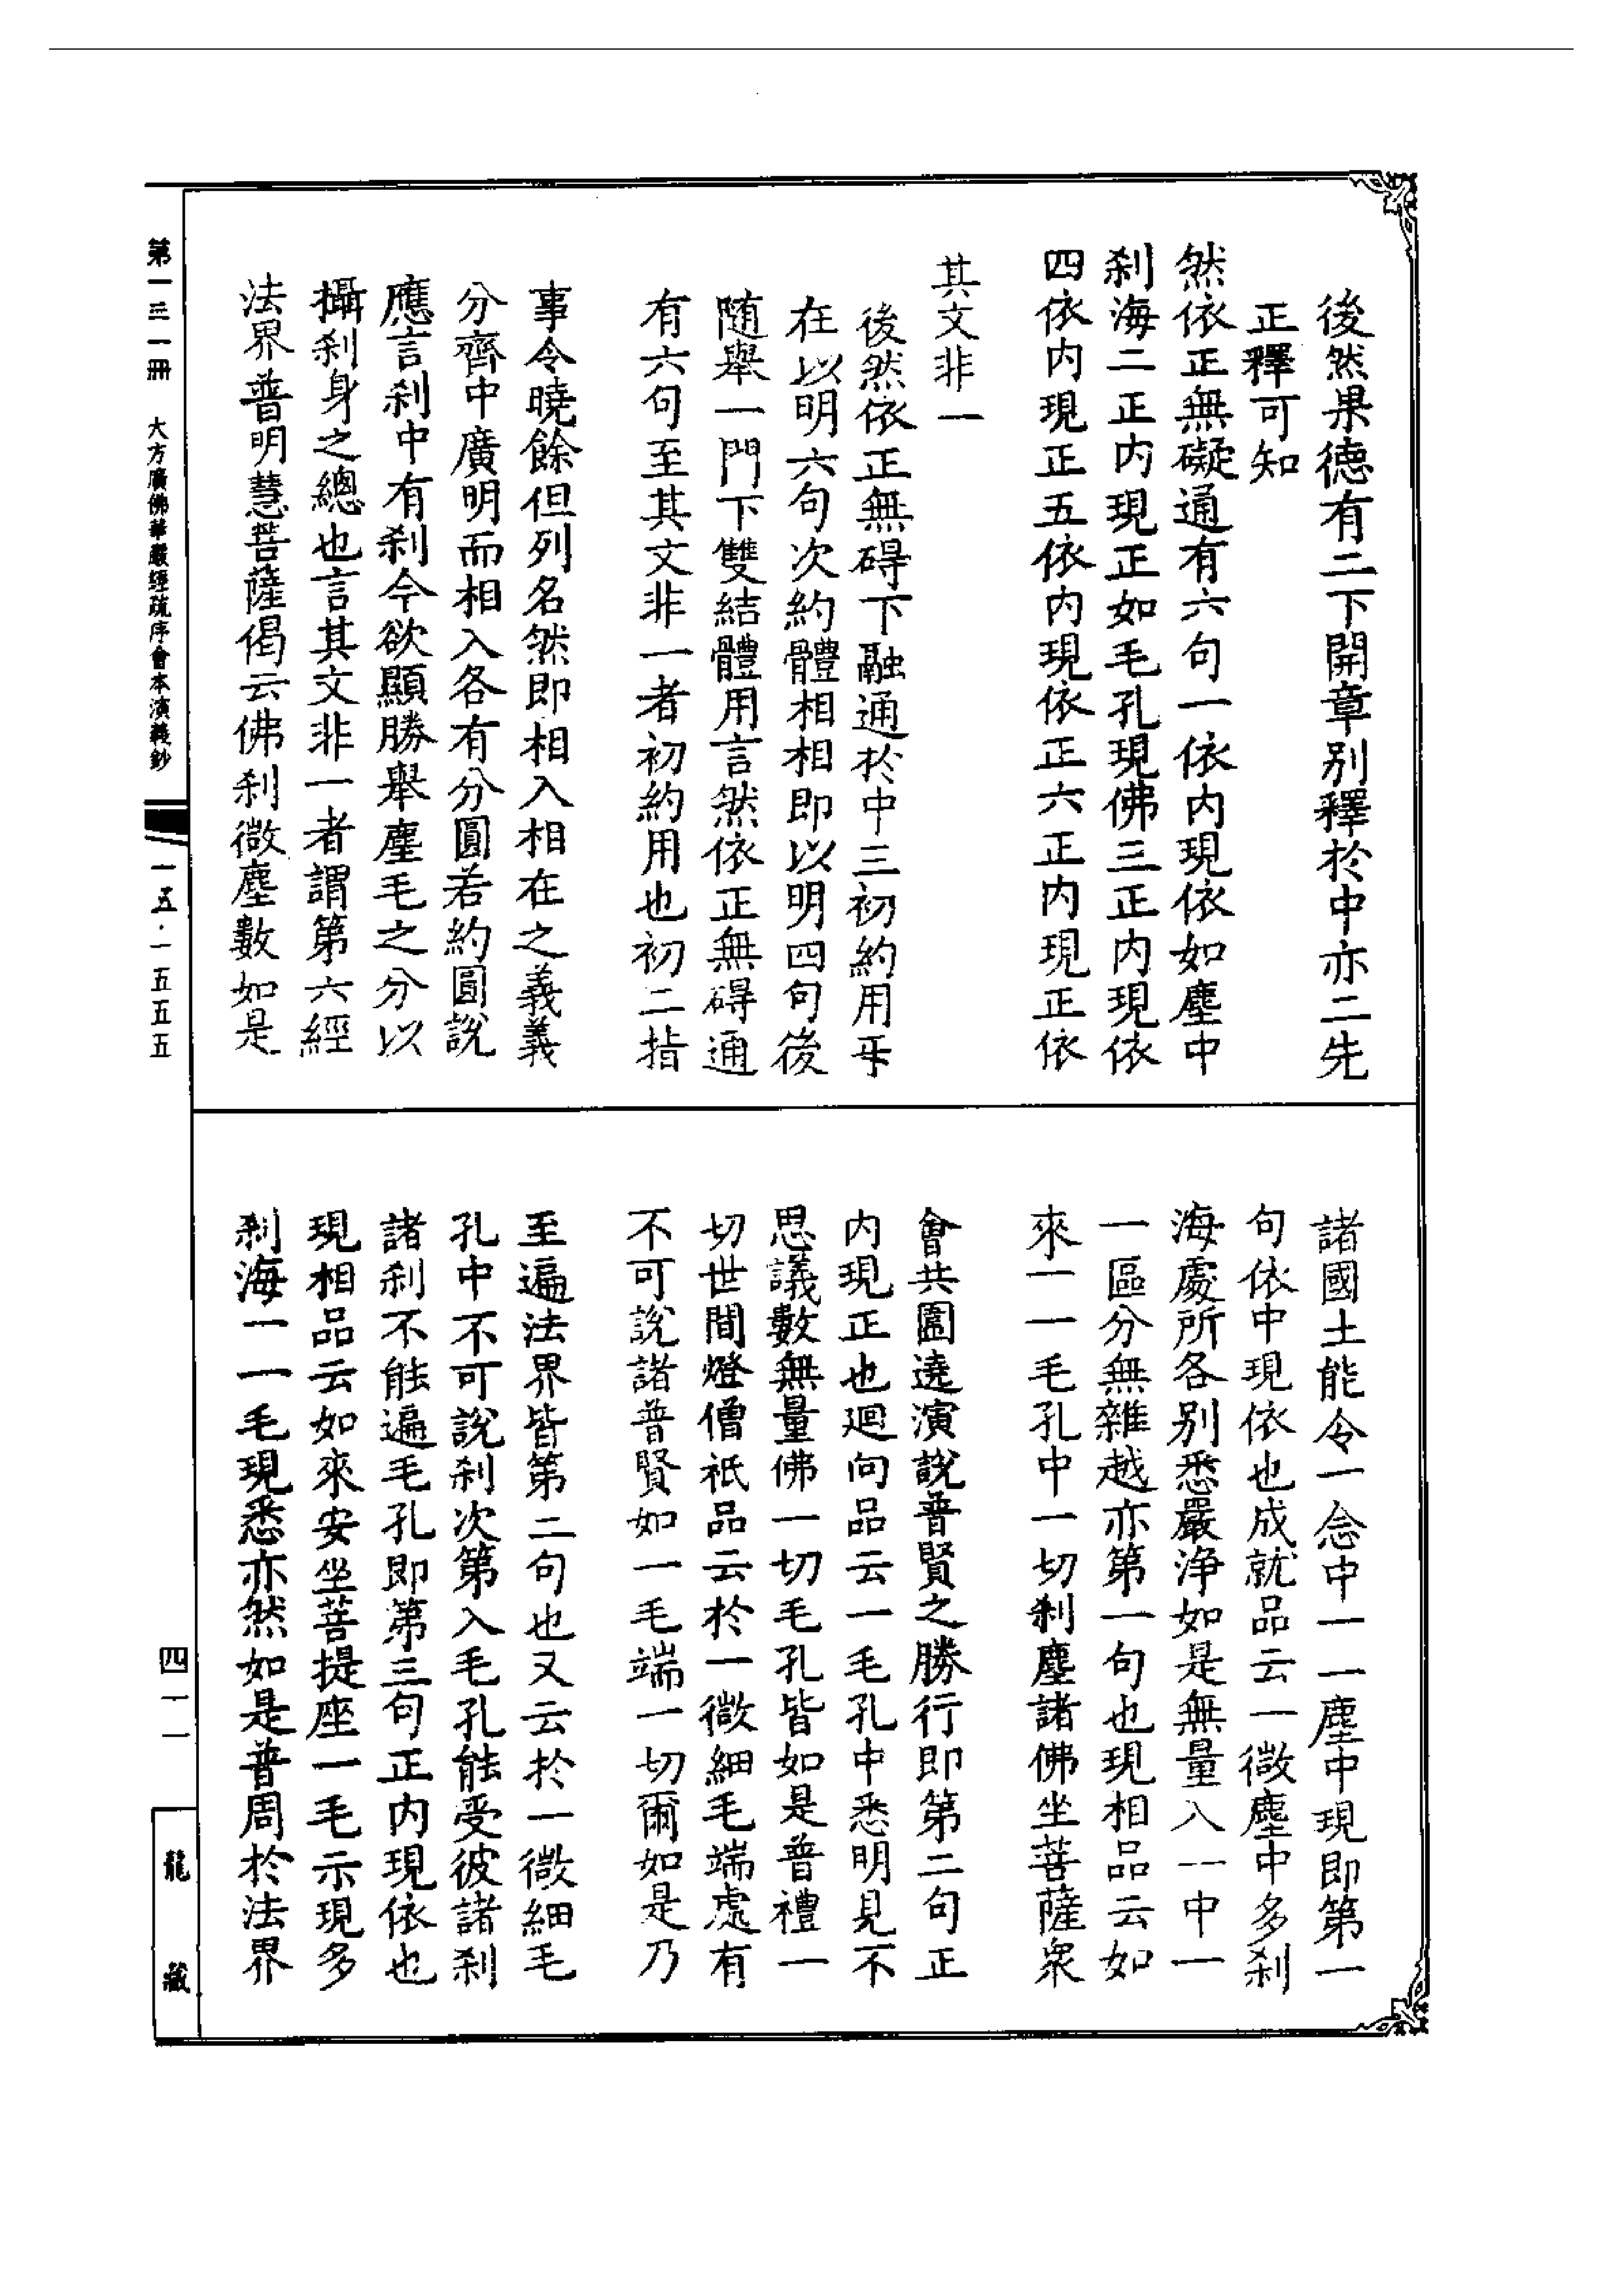 後然果德有二下開章別釋於中亦二先
正釋可知
然依正無礙通有六句一依內現依如塵中
刹海二正內現正如毛孔現佛三正內現依
四依內現正五依內現依正六正內現正依
其文非一
後然依正無碍下融通於中三初約用㸦
在以明六句次約體相相即以明四句後
随舉一門下雙結體用言然依正無碍通
有六句至其文非一者初約用也初二指
事令曉餘但列名然即相入相在之義義
分齊中廣明而相入各有分圓若約圓說
應言刹中有刹今欲顯勝舉塵毛之分以
攝刹身之總也言其文非一者謂第六經
法界普明慧菩薩偈云佛刹微塵數如是
諸國土能令一念中一一塵中現即第一
句依中現依也成就品云一微塵中多刹
海處所各別悉嚴淨如是無量入一中一
一區分無雜越亦第一句也現相品云如
來一一毛孔中一切刹塵諸佛坐菩薩衆
會共圍遶演說普賢之勝行即第二句正
內現正也廻向品云一毛孔中悉明見不
思議數無量佛一切毛孔皆如是普禮一
切世間燈僧祇品云於一微細毛端處有
不可說諸普賢如一毛端一切爾如是乃
至遍法界皆第二句也又云於一微細毛
孔中不可說刹次第入毛孔能受彼諸刹
諸刹不能遍毛孔即第三句正內現依也
現相品云如來安坐菩提座一毛示現多
刹海一一毛現悉亦然如是普周於法界
第一三一冊 大方廣佛華嚴經疏序會本演義鈔
一五·一五五五
四一一
龍藏